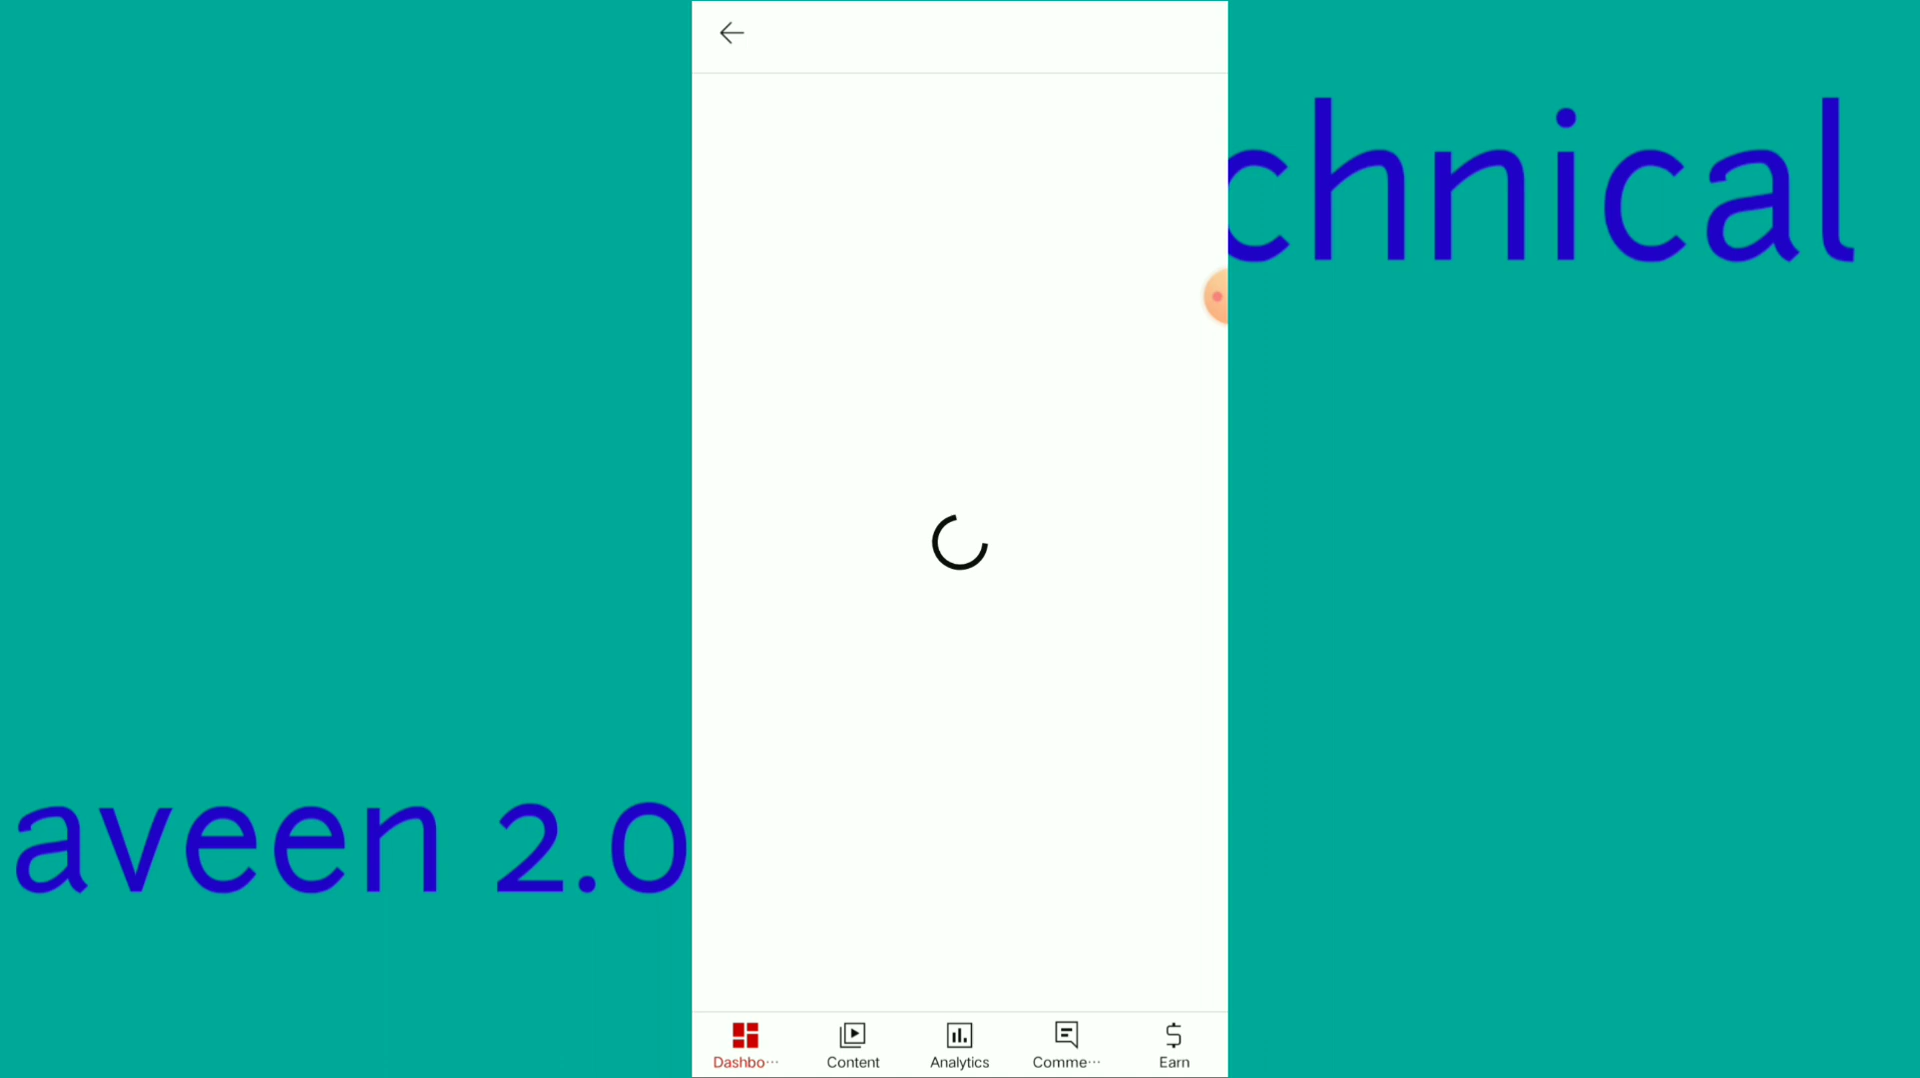 chnical
aveen 2.0
Dashbo···
Content
Analytics
Comme···
Earn